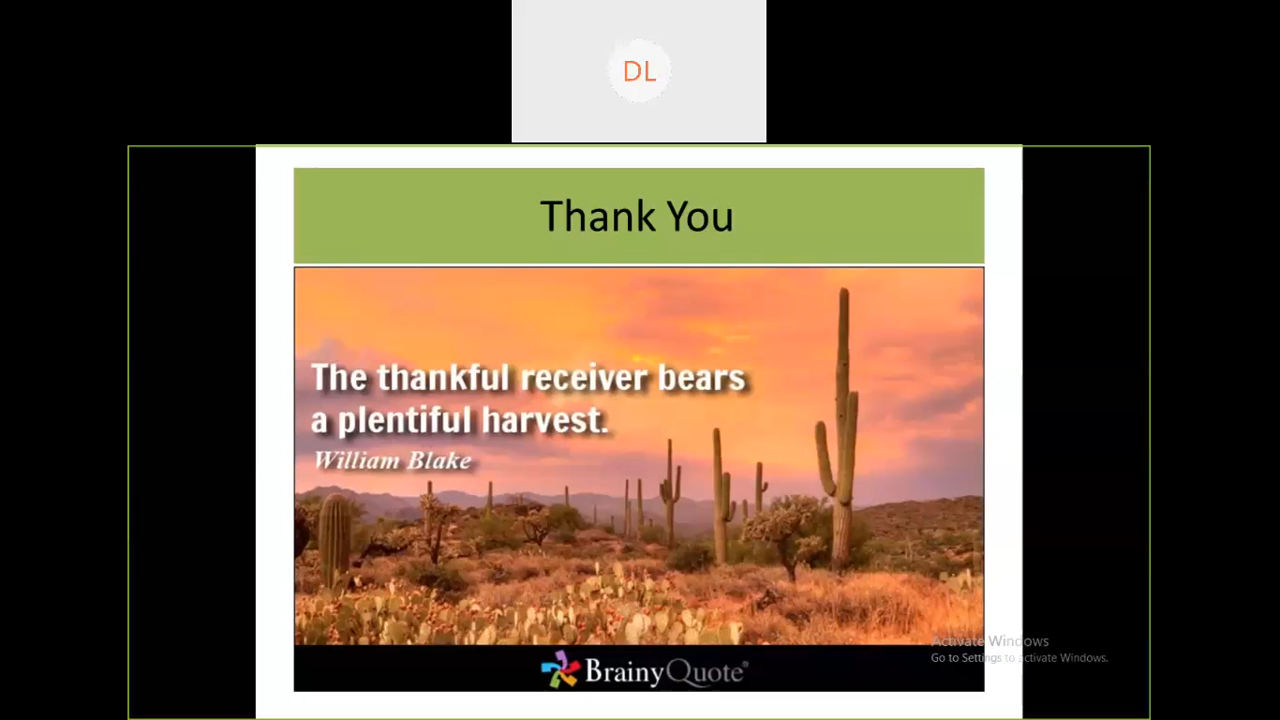 DL
Thank You
The thankful receiver bears
a plentiful harvest.
William Blake
Activate Windows
Go to Settings to activate Windows.
BrainyQuote®